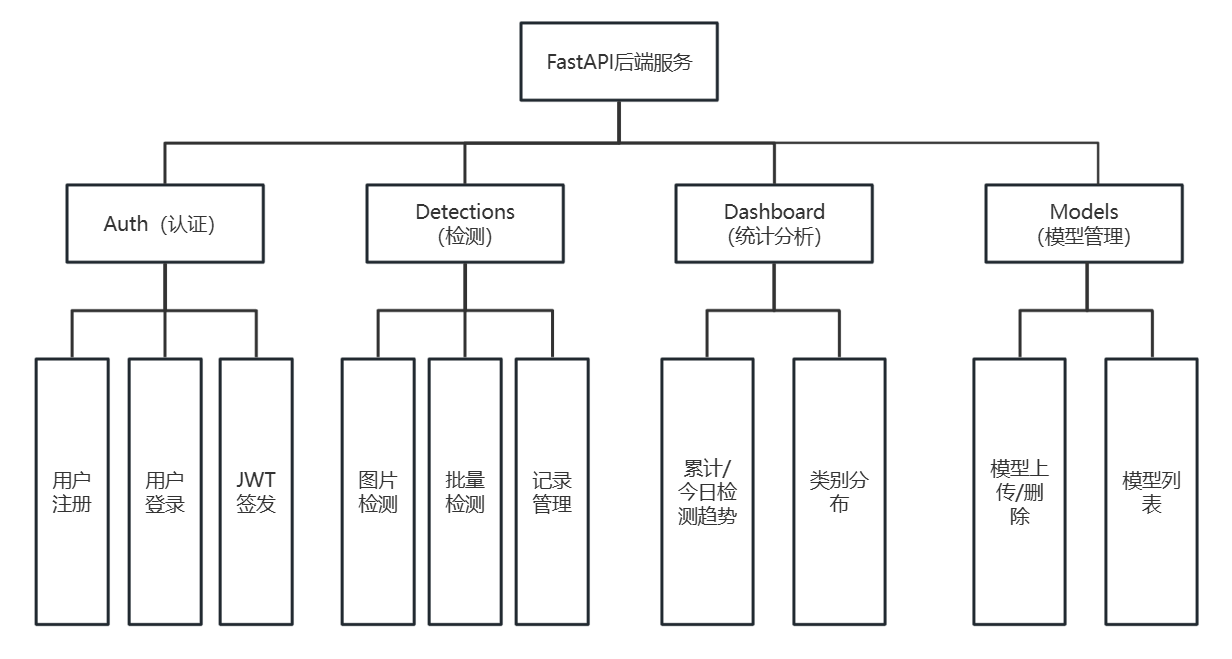 FastAPI后端服务
Auth（认证）
Detections
（检测）
Dashboard
（统计分析）
Models
（模型管理）
用户
注册
用户
登录
JWT
签发
图片
检测
批量
检测
记录
管理
累计/
今日检
测趋势
类别分
布
模型上
传/删
除
模型列
表